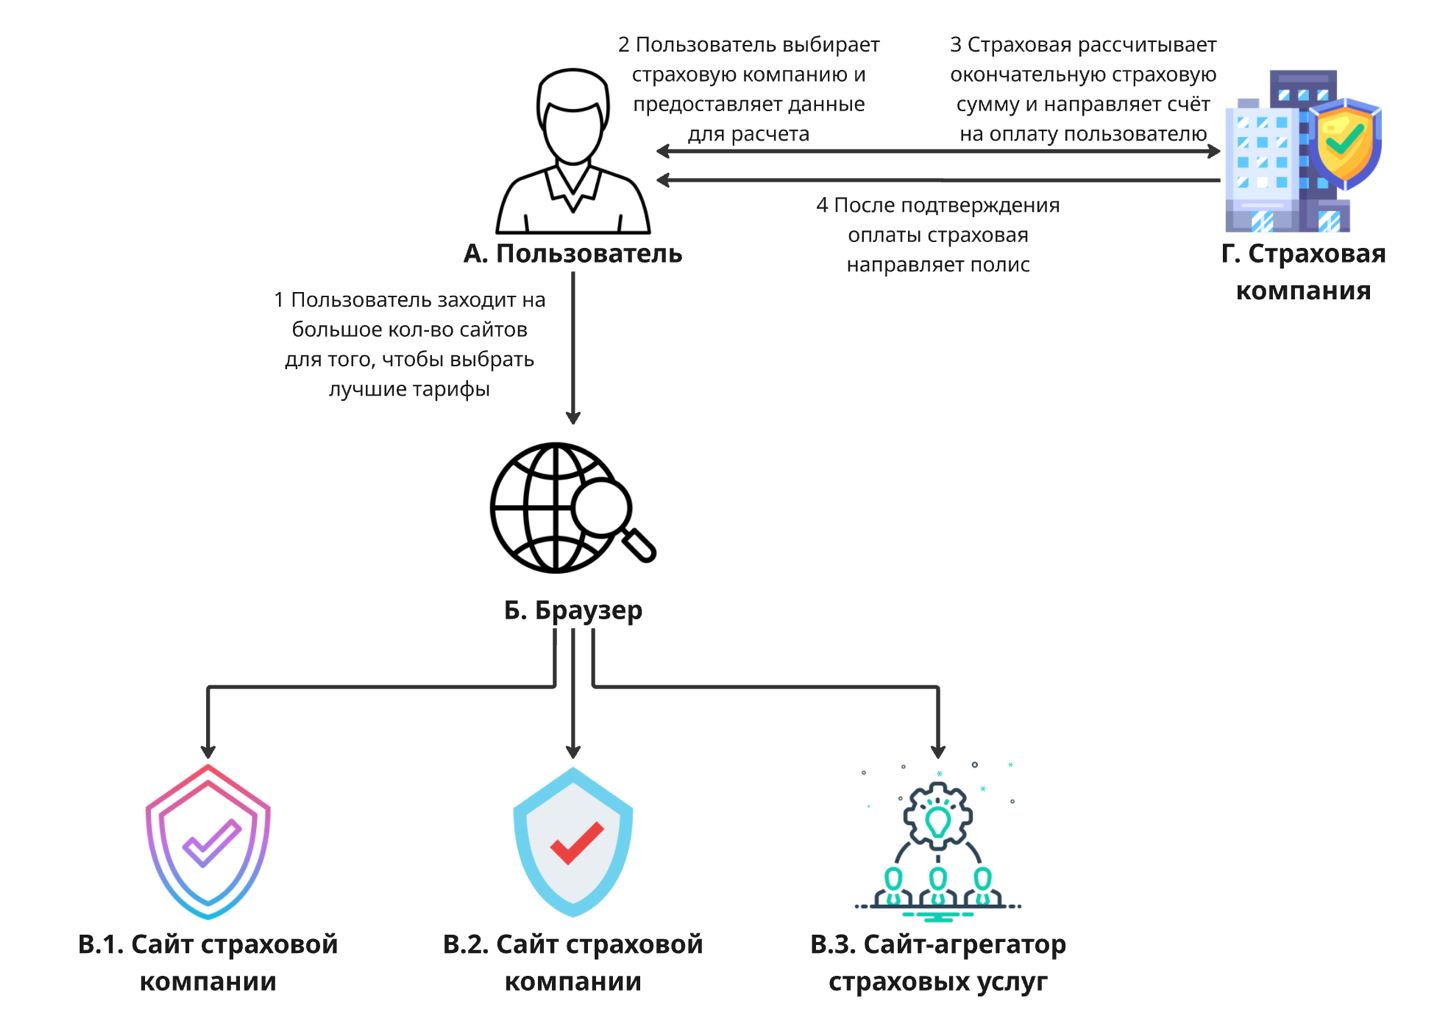 2 Пользователь выбирает
страховую компанию и
предоставляет данные
для расчета
3 Страховая рассчитывает
окончательную страховую
сумму и направляет счёт
на оплату пользователю
4 После подтверждения
оплаты страховая
направляет полис
А. Пользователь
Г. Страховая
компания
1 Пользователь заходит на
большое кол-во сайтов
для того, чтобы выбрать
лучшие тарифы
Б. Браузер
В.1. Сайт страховой
компании
В.2. Сайт страховой
компании
В.3. Сайт-агрегатор
страховых услуг